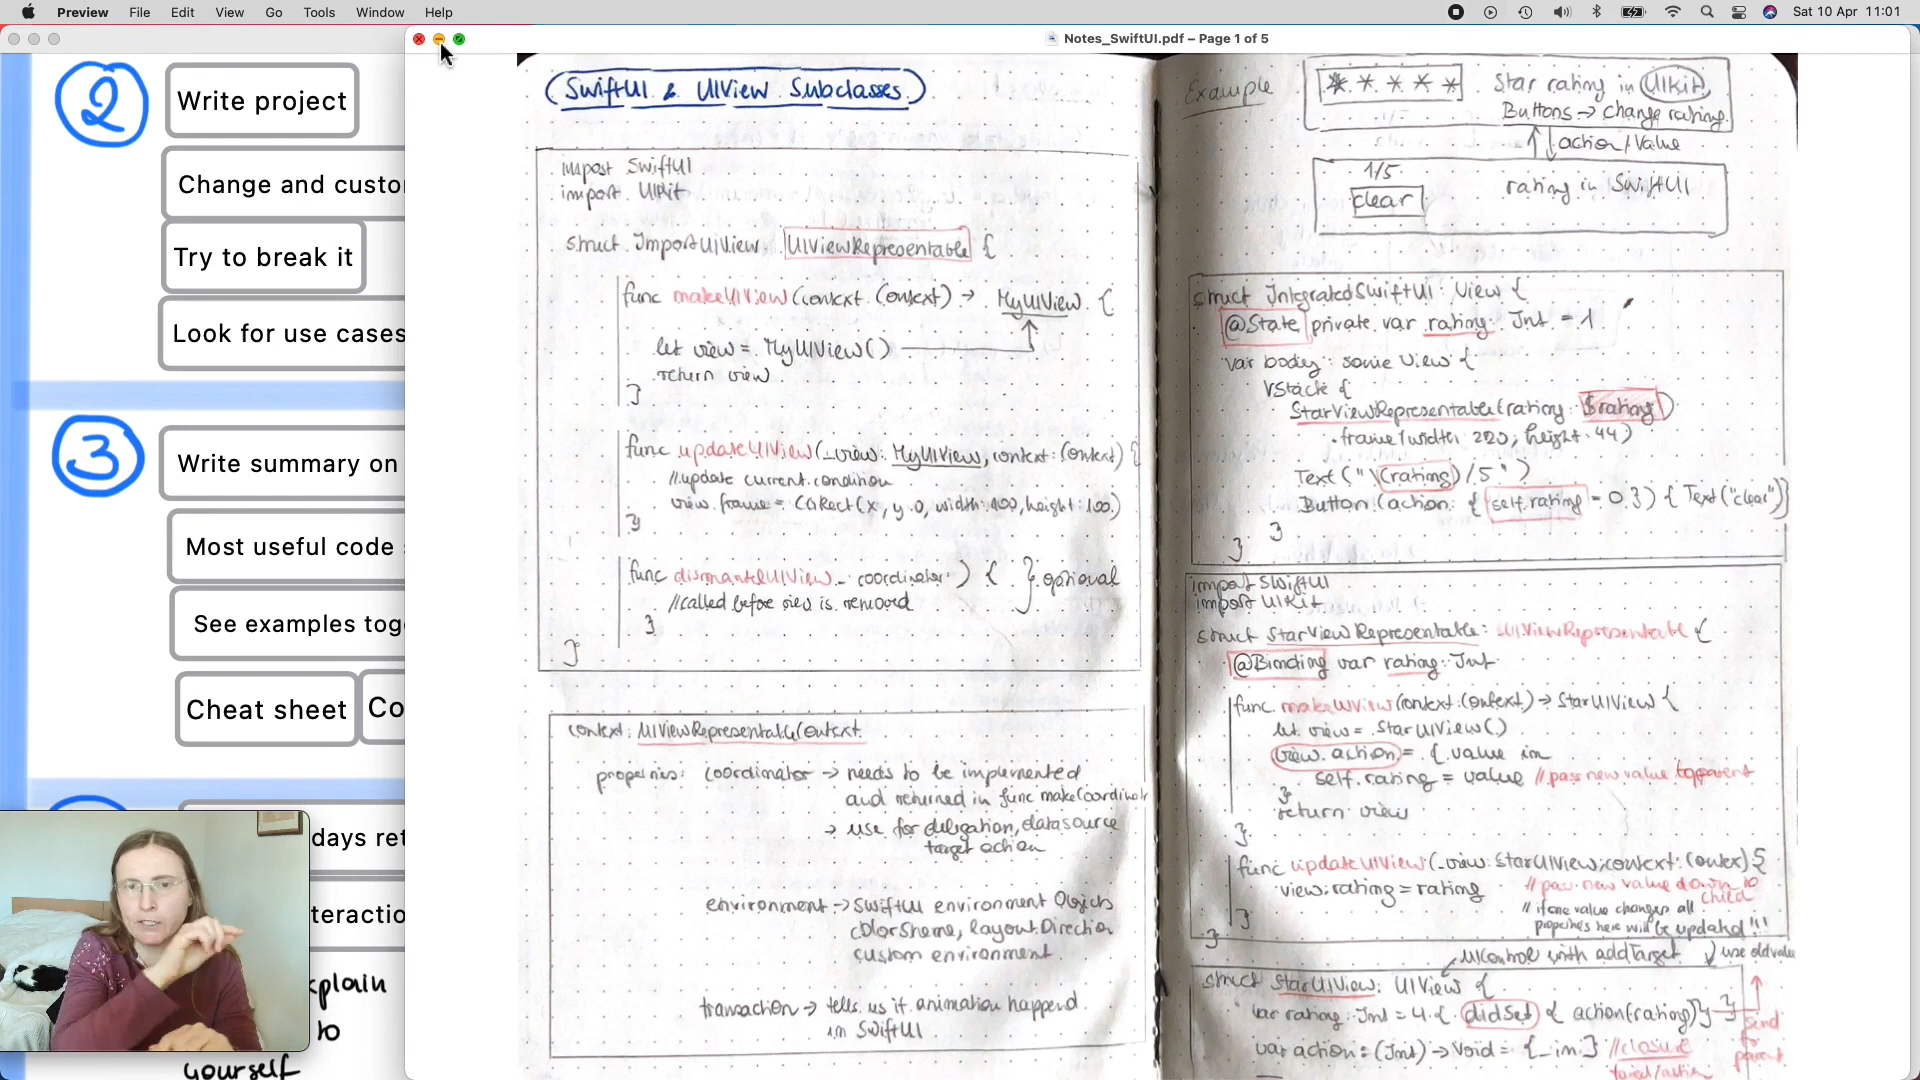 Preview File Edit View Go Tools Window Help
Sat 10 Apr 11:01
Notes_SwiftUI.pdf – Page 1 of 5
2
Write project
Change and custo
Try to break it
Look for use cases
3
Write summary on
Most useful code
See examples tog
Cheat sheet
Co
days ret
nteractio
xplain
to
yourself
SwiftUI & UIView Subclasses
import SwiftUI
import UIKit
struct ImportUIView: UIViewRepresentable {
func makeUIView(context: Context) → MyUIView {
let view = MyUIView()
return view
}
func updateUIView(_ view: MyUIView, context: Context) {
// update current condition
view.frame = CGRect(x, y: 0, width: 100, height: 100)
}
func dismantleUIView_ coordinator ) { } optional
// called before view is removed
}
}
context: UIViewRepresentableContext
properties: coordinator → needs to be implemented
and returned in func makeCoordinator
→ use for delegation, datasource
target action
environment → SwiftUI environment Objects
colorSheme, layoutDirection
custom environment
transaction → tells us if animation happend
in SwiftUI
Example
* * * * * Star rating in UIKit
Buttons → change rating
action/value
1/5
clear
rating in SwiftUI
struct IntegratedSwiftUI: View {
@State private var rating: Int = 1
var body: some View {
VStack {
StarViewRepresentable(rating: $rating)
.frame(width: 220, height: 44)
Text("\(rating)/5")
Button(action: { self.rating = 0 }) { Text("clear")}
}
}
import SwiftUI
import UIKit
struct StarViewRepresentable: UIViewRepresentable {
@Binding var rating: Int
func makeUIView(context: Context) → StarUIView {
let view = StarUIView()
view.action = { value in
self.rating = value // pass new value to parent
}
return view
}
func updateUIView(_ view: StarUIView, context: Contex) {
view.rating = rating // pass new value down to
child
// if one value changes all
properties here will be updated !!!
}
}
UIControl with addTarget
use old value
struct StarUIView: UIView {
var rating: Int = 4 { didSet { action(rating)} }
send
to
parent
var action: (Int) → Void = {_ in } // closure